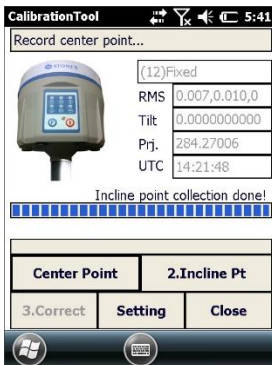 CalibrationTool 5:41
Record center point...
STONEX
(12)Fixed
RMS 0.007,0.010,0
Tilt 0.0000000000
Prj. 284.27006
UTC 14:21:48
Incline point collection done!
Center Point 2.Incline Pt
3.Correct Setting Close